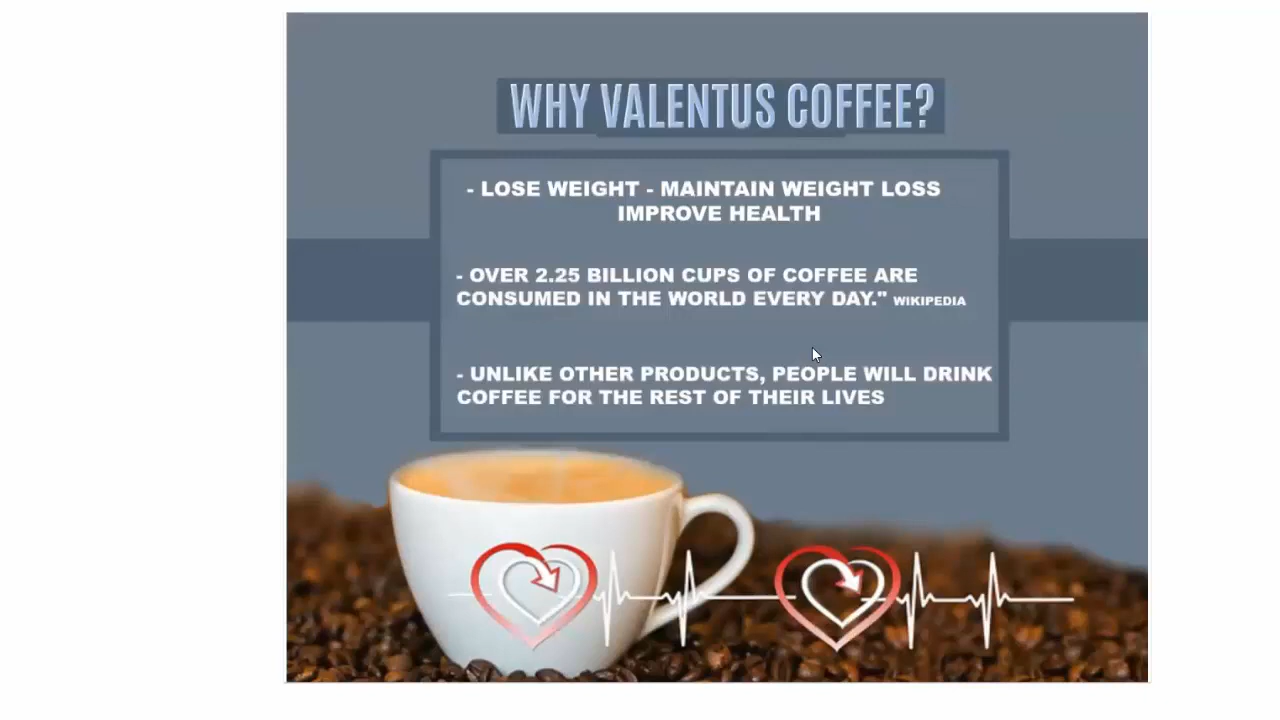 WHY VALENTUS COFFEE?
- LOSE WEIGHT - MAINTAIN WEIGHT LOSS
IMPROVE HEALTH
- OVER 2.25 BILLION CUPS OF COFFEE ARE
CONSUMED IN THE WORLD EVERY DAY." WIKIPEDIA
- UNLIKE OTHER PRODUCTS, PEOPLE WILL DRINK
COFFEE FOR THE REST OF THEIR LIVES